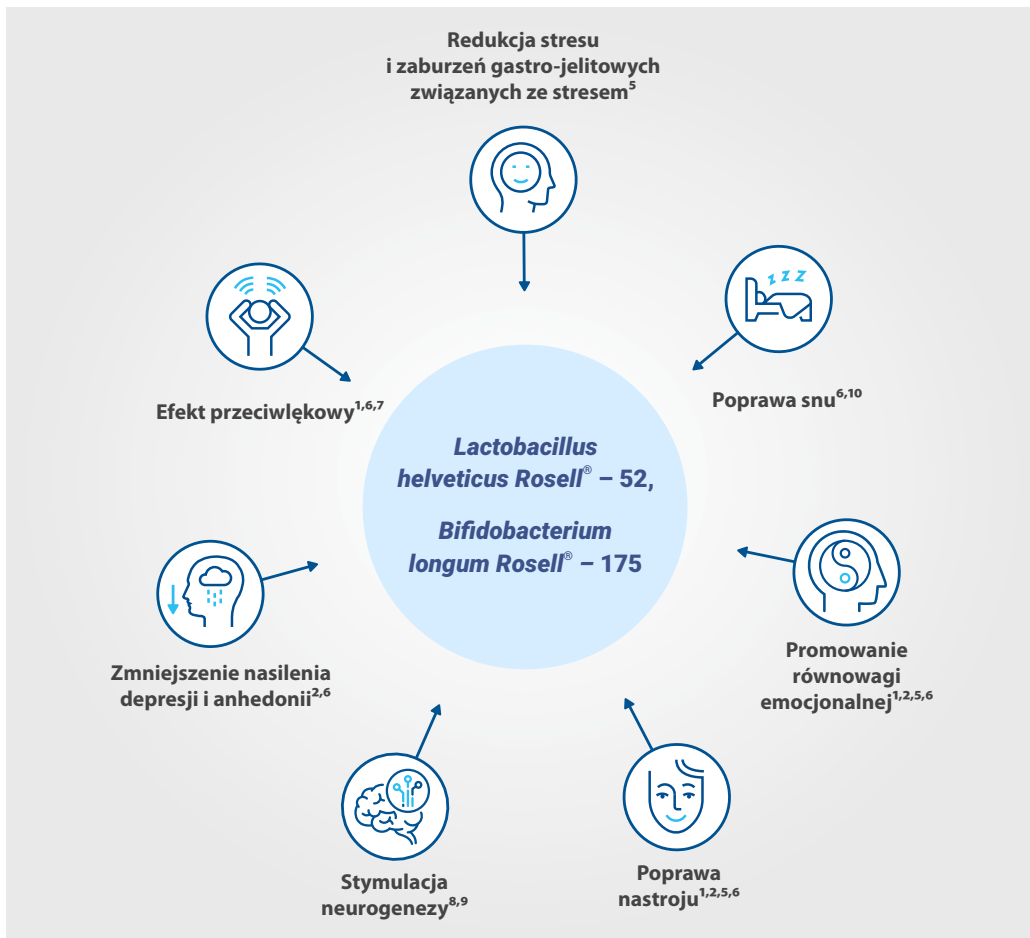 Redukcja stresu
i zaburzeń gastro-jelitowych
związanych ze stresem⁵
z z z
Efekt przeciwlękowy¹,⁶,⁷
Poprawa snu⁶,¹⁰
Lactobacillus
helveticus Rosell® – 52,
Bifidobacterium
longum Rosell® – 175
Zmniejszenie nasilenia
depresji i anhedonii²,⁶
Promowanie
równowagi
emocjonalnej¹,²,⁵,⁶
Stymulacja
neurogenezy⁸,⁹
Poprawa
nastroju¹,²,⁵,⁶